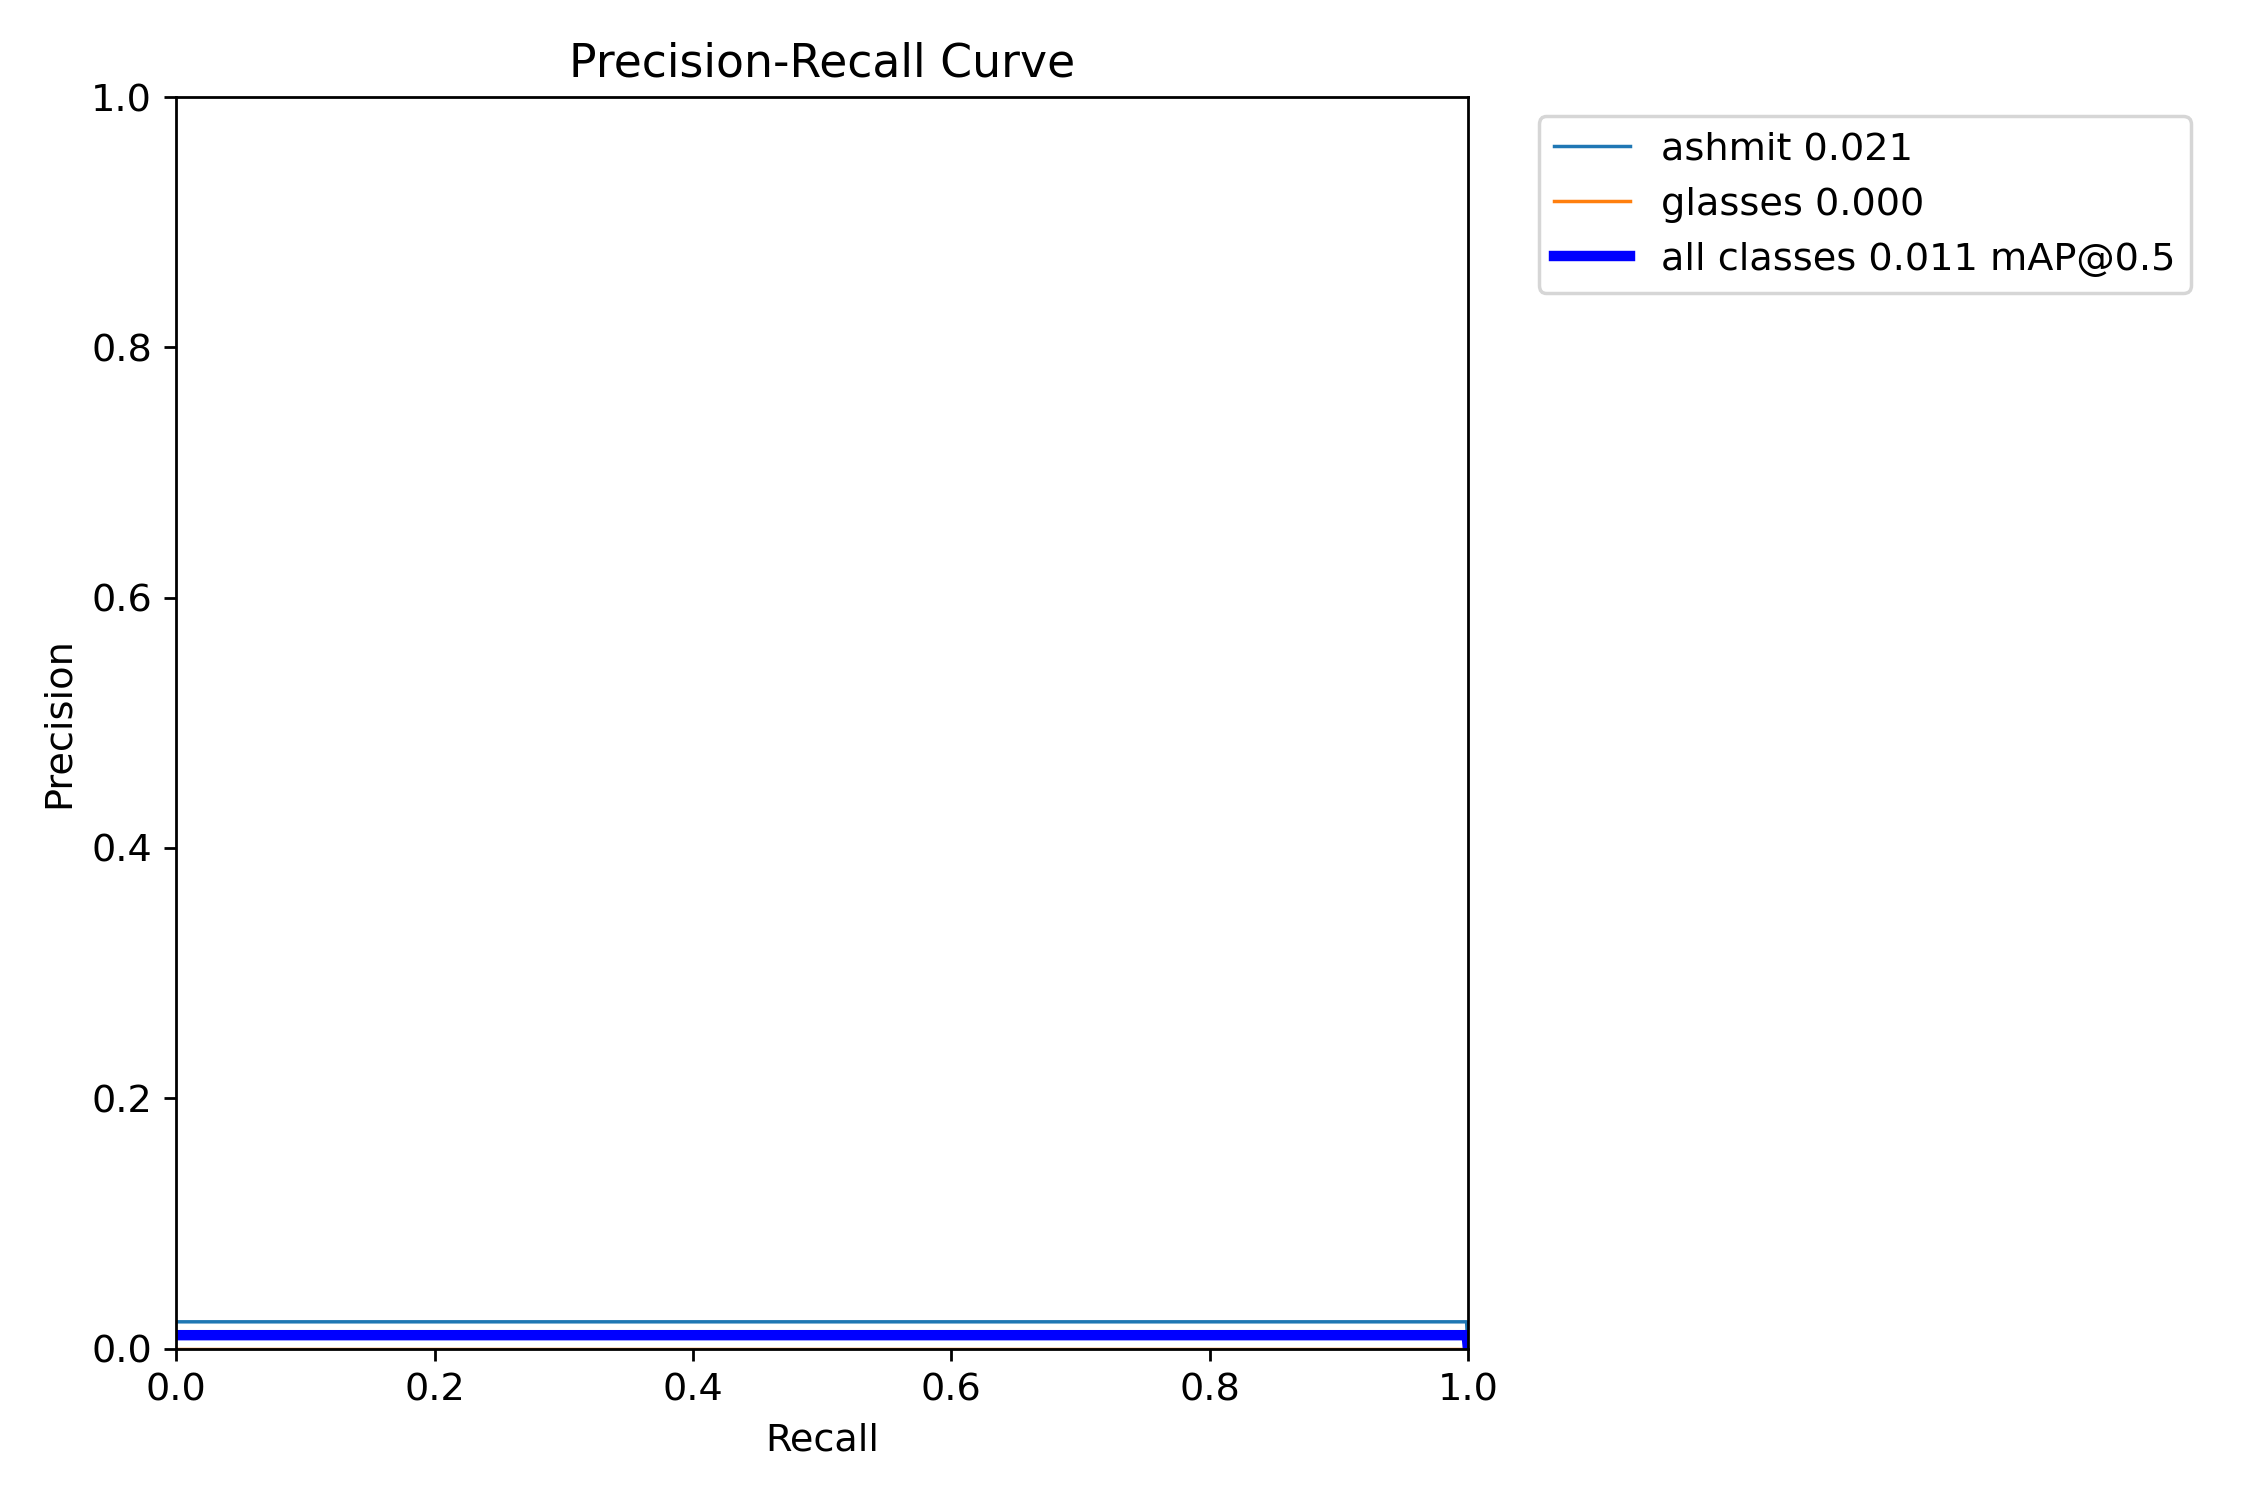 Precision-Recall Curve
1.0
0.8
0.6
0.4
0.2
0.0
Precision
0.0 0.2 0.4 0.6 0.8 1.0
Recall
ashmit 0.021
glasses 0.000
all classes 0.011 mAP@0.5